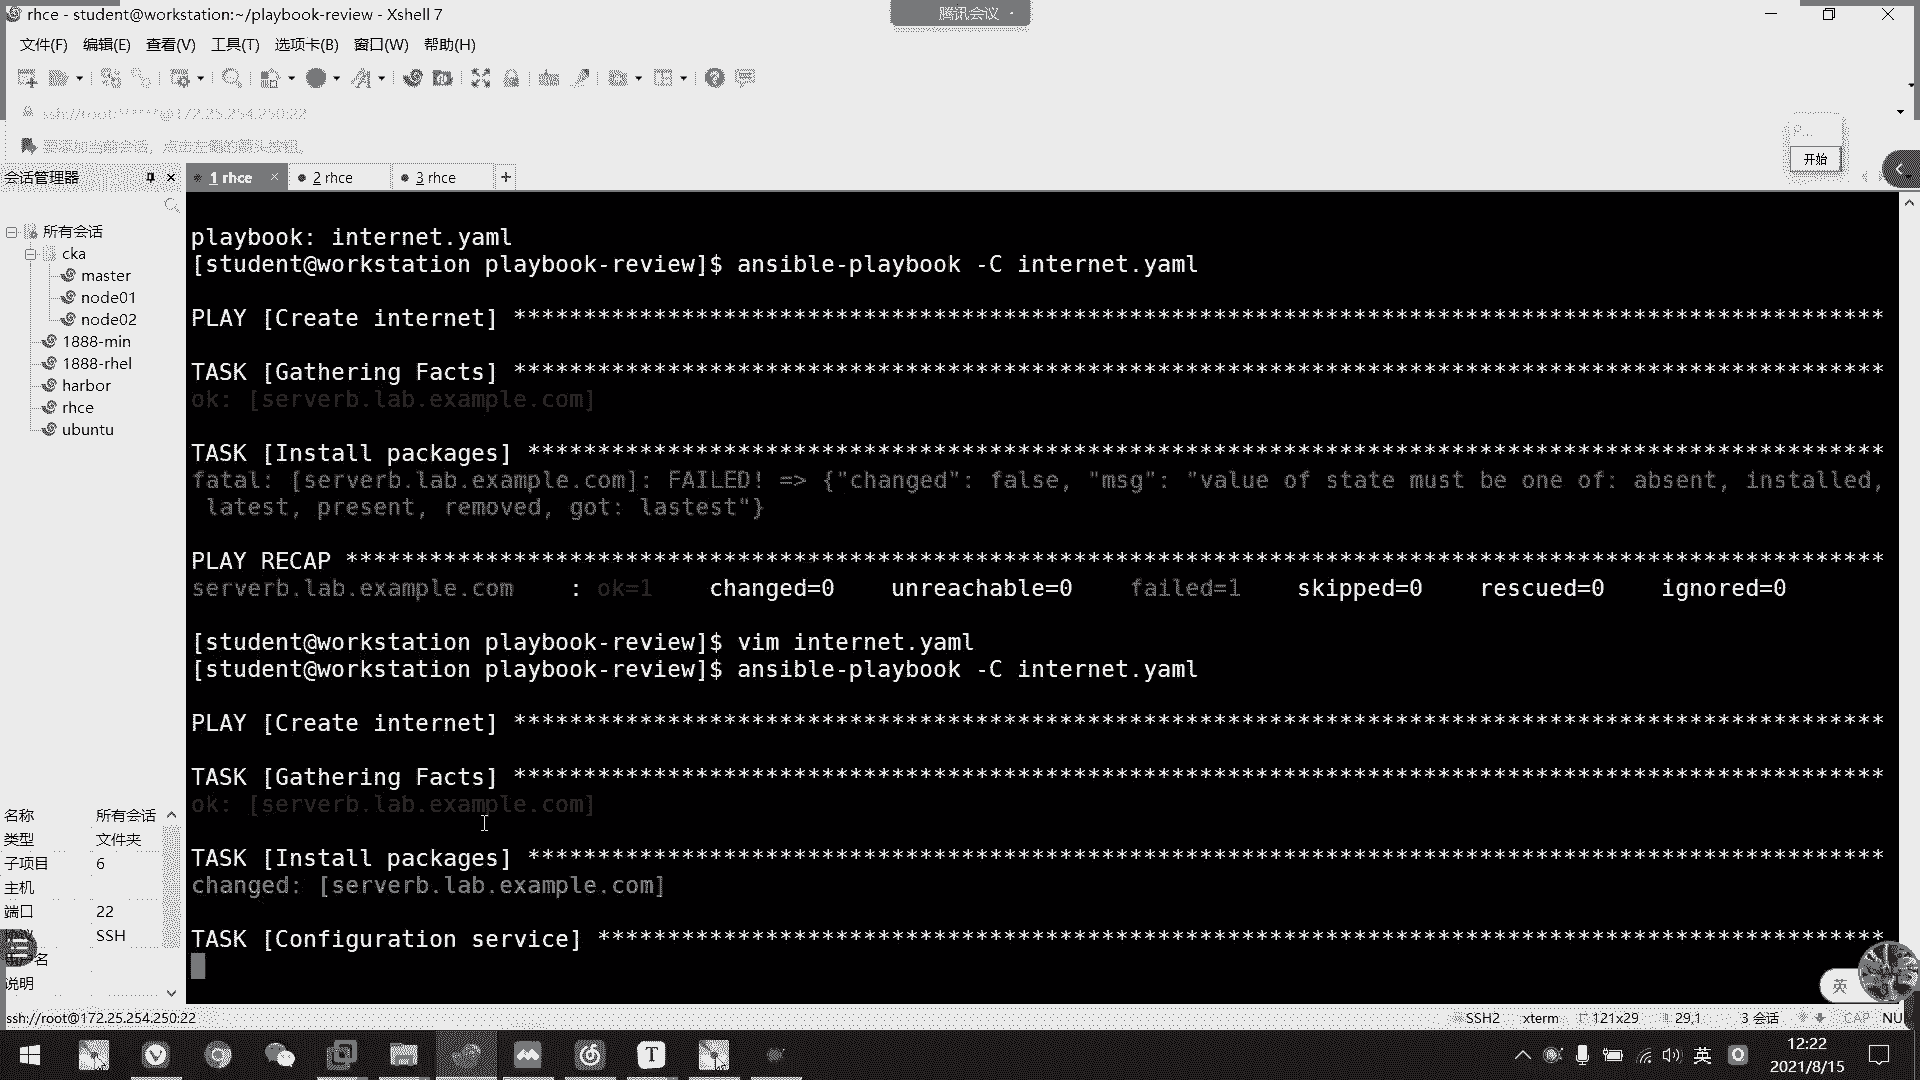 rhce - student@workstation:~/playbook-review - Xshell 7
腾讯会议
文件(F) 编辑(E) 查看(V) 工具(T) 选项卡(B) 窗口(W) 帮助(H)
ssh://root:*****@172.25.254.250:22
要添加当前会话，点击左侧的箭头按钮。
P...
开始
会话管理器
1 rhce
2 rhce
3 rhce
所有会话
cka
master
node01
node02
1888-min
1888-rhel
harbor
rhce
ubuntu
playbook: internet.yaml
[student@workstation playbook-review]$ ansible-playbook -C internet.yaml
PLAY [Create internet] *************************************************************************************************
TASK [Gathering Facts] *************************************************************************************************
ok: [serverb.lab.example.com]
TASK [Install packages] ************************************************************************************************
fatal: [serverb.lab.example.com]: FAILED! => {"changed": false, "msg": "value of state must be one of: absent, installed,
latest, present, removed, got: lastest"}
PLAY RECAP *************************************************************************************************************
serverb.lab.example.com : ok=1 changed=0 unreachable=0 failed=1 skipped=0 rescued=0 ignored=0
[student@workstation playbook-review]$ vim internet.yaml
[student@workstation playbook-review]$ ansible-playbook -C internet.yaml
PLAY [Create internet] *************************************************************************************************
TASK [Gathering Facts] *************************************************************************************************
ok: [serverb.lab.example.com]
TASK [Install packages] ************************************************************************************************
changed: [serverb.lab.example.com]
TASK [Configuration service] *******************************************************************************************
名称 所有会话
类型 文件夹
子项目 6
主机
端口 22
SSH
说明
英
ssh://root@172.25.254.250:22
SSH2 xterm 121x29 29,1 3 会话 CAP NU
英
12:22
2021/8/15